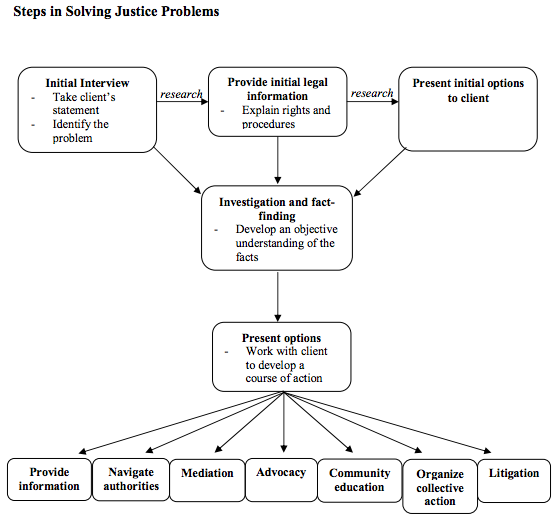 Steps in Solving Justice Problems
Initial Interview
- Take client's
statement
- Identify the
problem
research
Provide initial legal
information
- Explain rights and
procedures
research
Present initial options
to client
Investigation and fact-
finding
- Develop an objective
understanding of the
facts
Present options
- Work with client
to develop a
course of action
Provide
information
Navigate
authorities
Mediation
Advocacy
Community
education
Organize
collective
action
Litigation